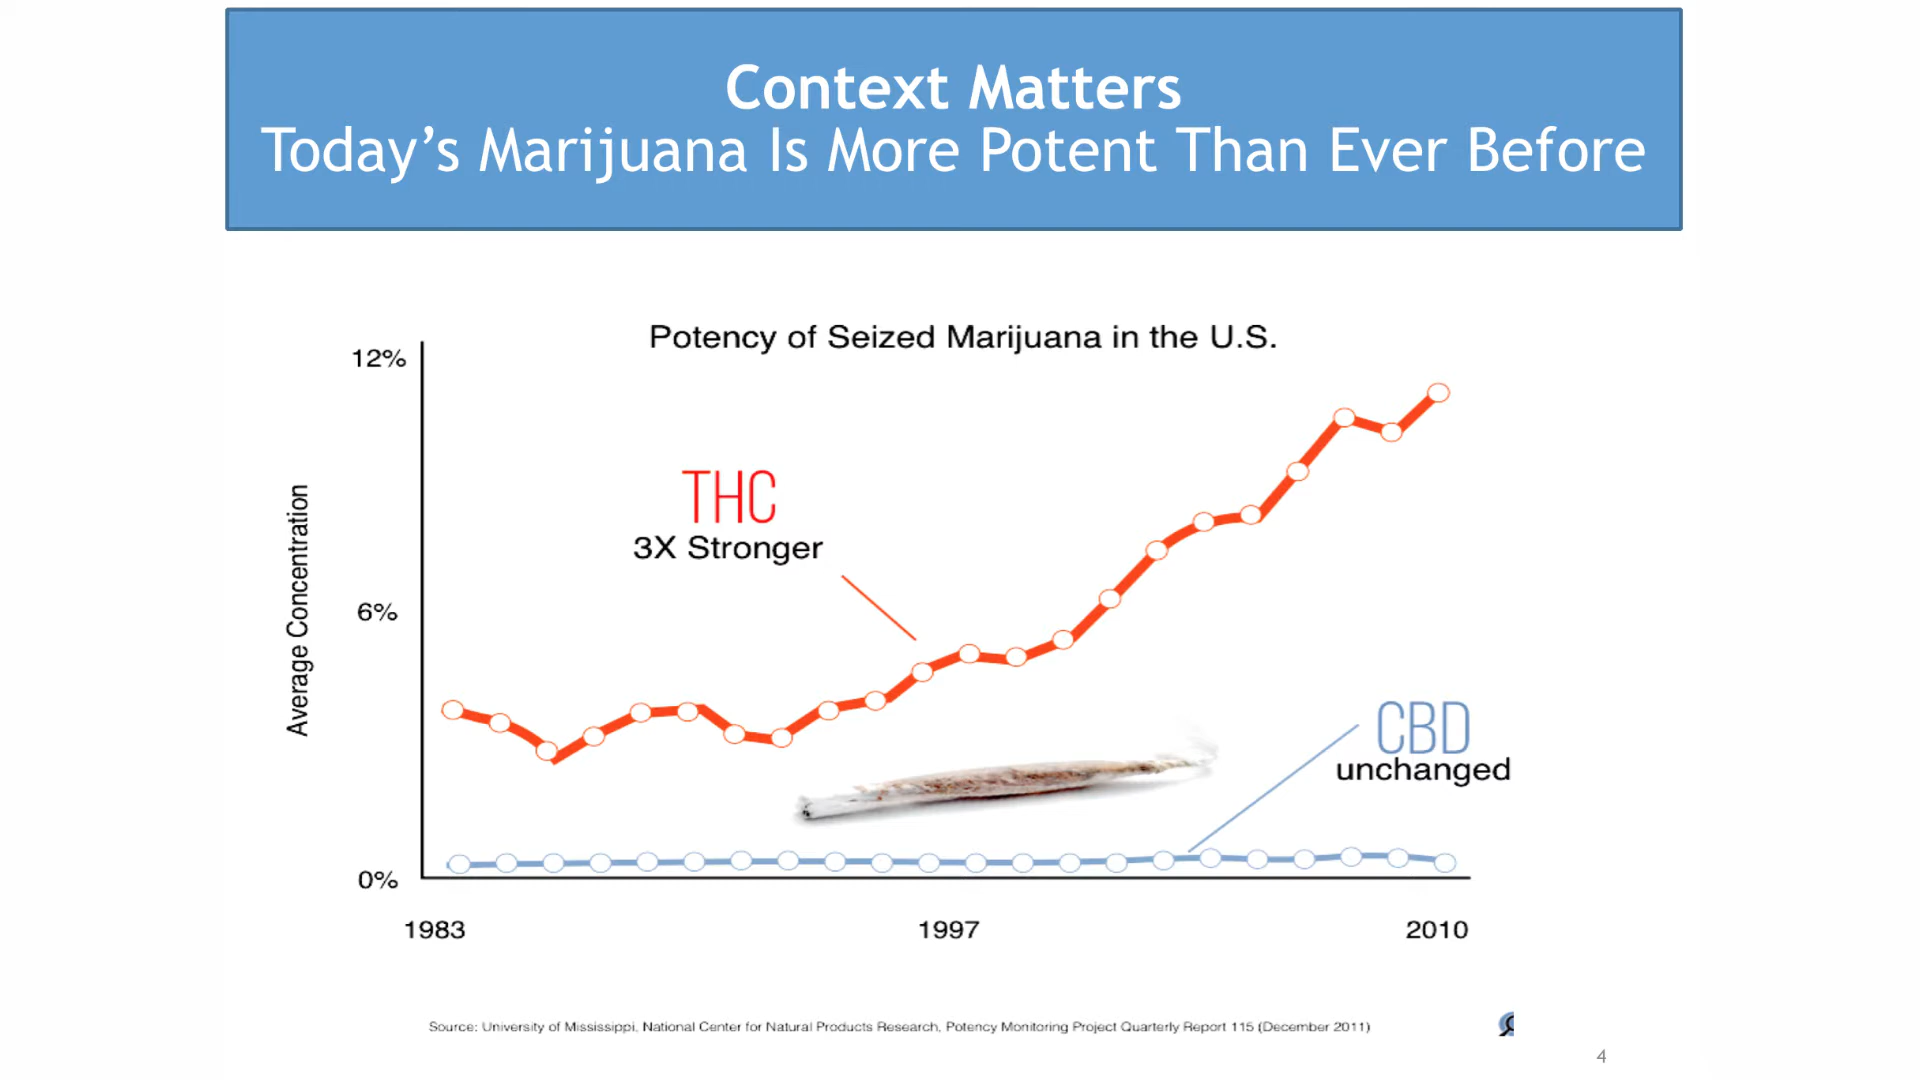 Context Matters
Today’s Marijuana Is More Potent Than Ever Before
Potency of Seized Marijuana in the U.S.
12%
THC
3X Stronger
Average Concentration
6%
CBD
unchanged
0%
1983
1997
2010
Source: University of Mississippi, National Center for Natural Products Research, Potency Monitoring Project Quarterly Report 115 (December 2011)
4